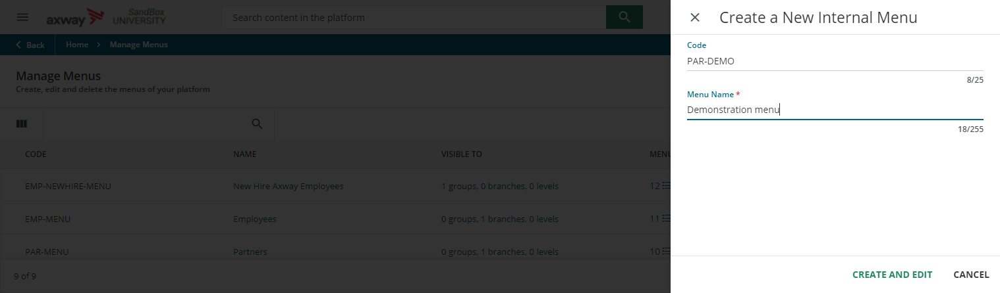 axway
SandBox
UNIVERSITY
Search content in the platform
Back
Home
Manage Menus
Manage Menus
Create, edit and delete the menus of your platform
CODE
NAME
VISIBLE TO
MENU
EMP-NEWHIRE-MENU
New Hire Axway Employees
1 groups, 0 branches, 0 levels
12
EMP-MENU
Employees
0 groups, 1 branches, 0 levels
11
PAR-MENU
Partners
0 groups, 1 branches, 0 levels
10
9 of 9
Create a New Internal Menu
Code
PAR-DEMO
8/25
Menu Name *
Demonstration menu
18/255
CREATE AND EDIT
CANCEL